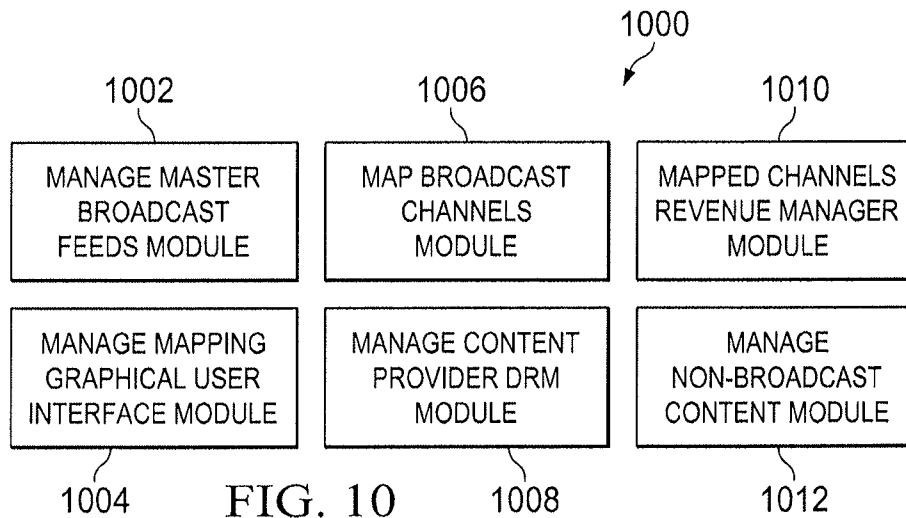 1000
1002
1006
1010
MANAGE MASTER
BROADCAST
FEEDS MODULE
MAP BROADCAST
CHANNELS
MODULE
MAPPED CHANNELS
REVENUE MANAGER
MODULE
MANAGE MAPPING
GRAPHICAL USER
INTERFACE MODULE
MANAGE CONTENT
PROVIDER DRM
MODULE
MANAGE
NON-BROADCAST
CONTENT MODULE
1004
FIG. 10
1008
1012